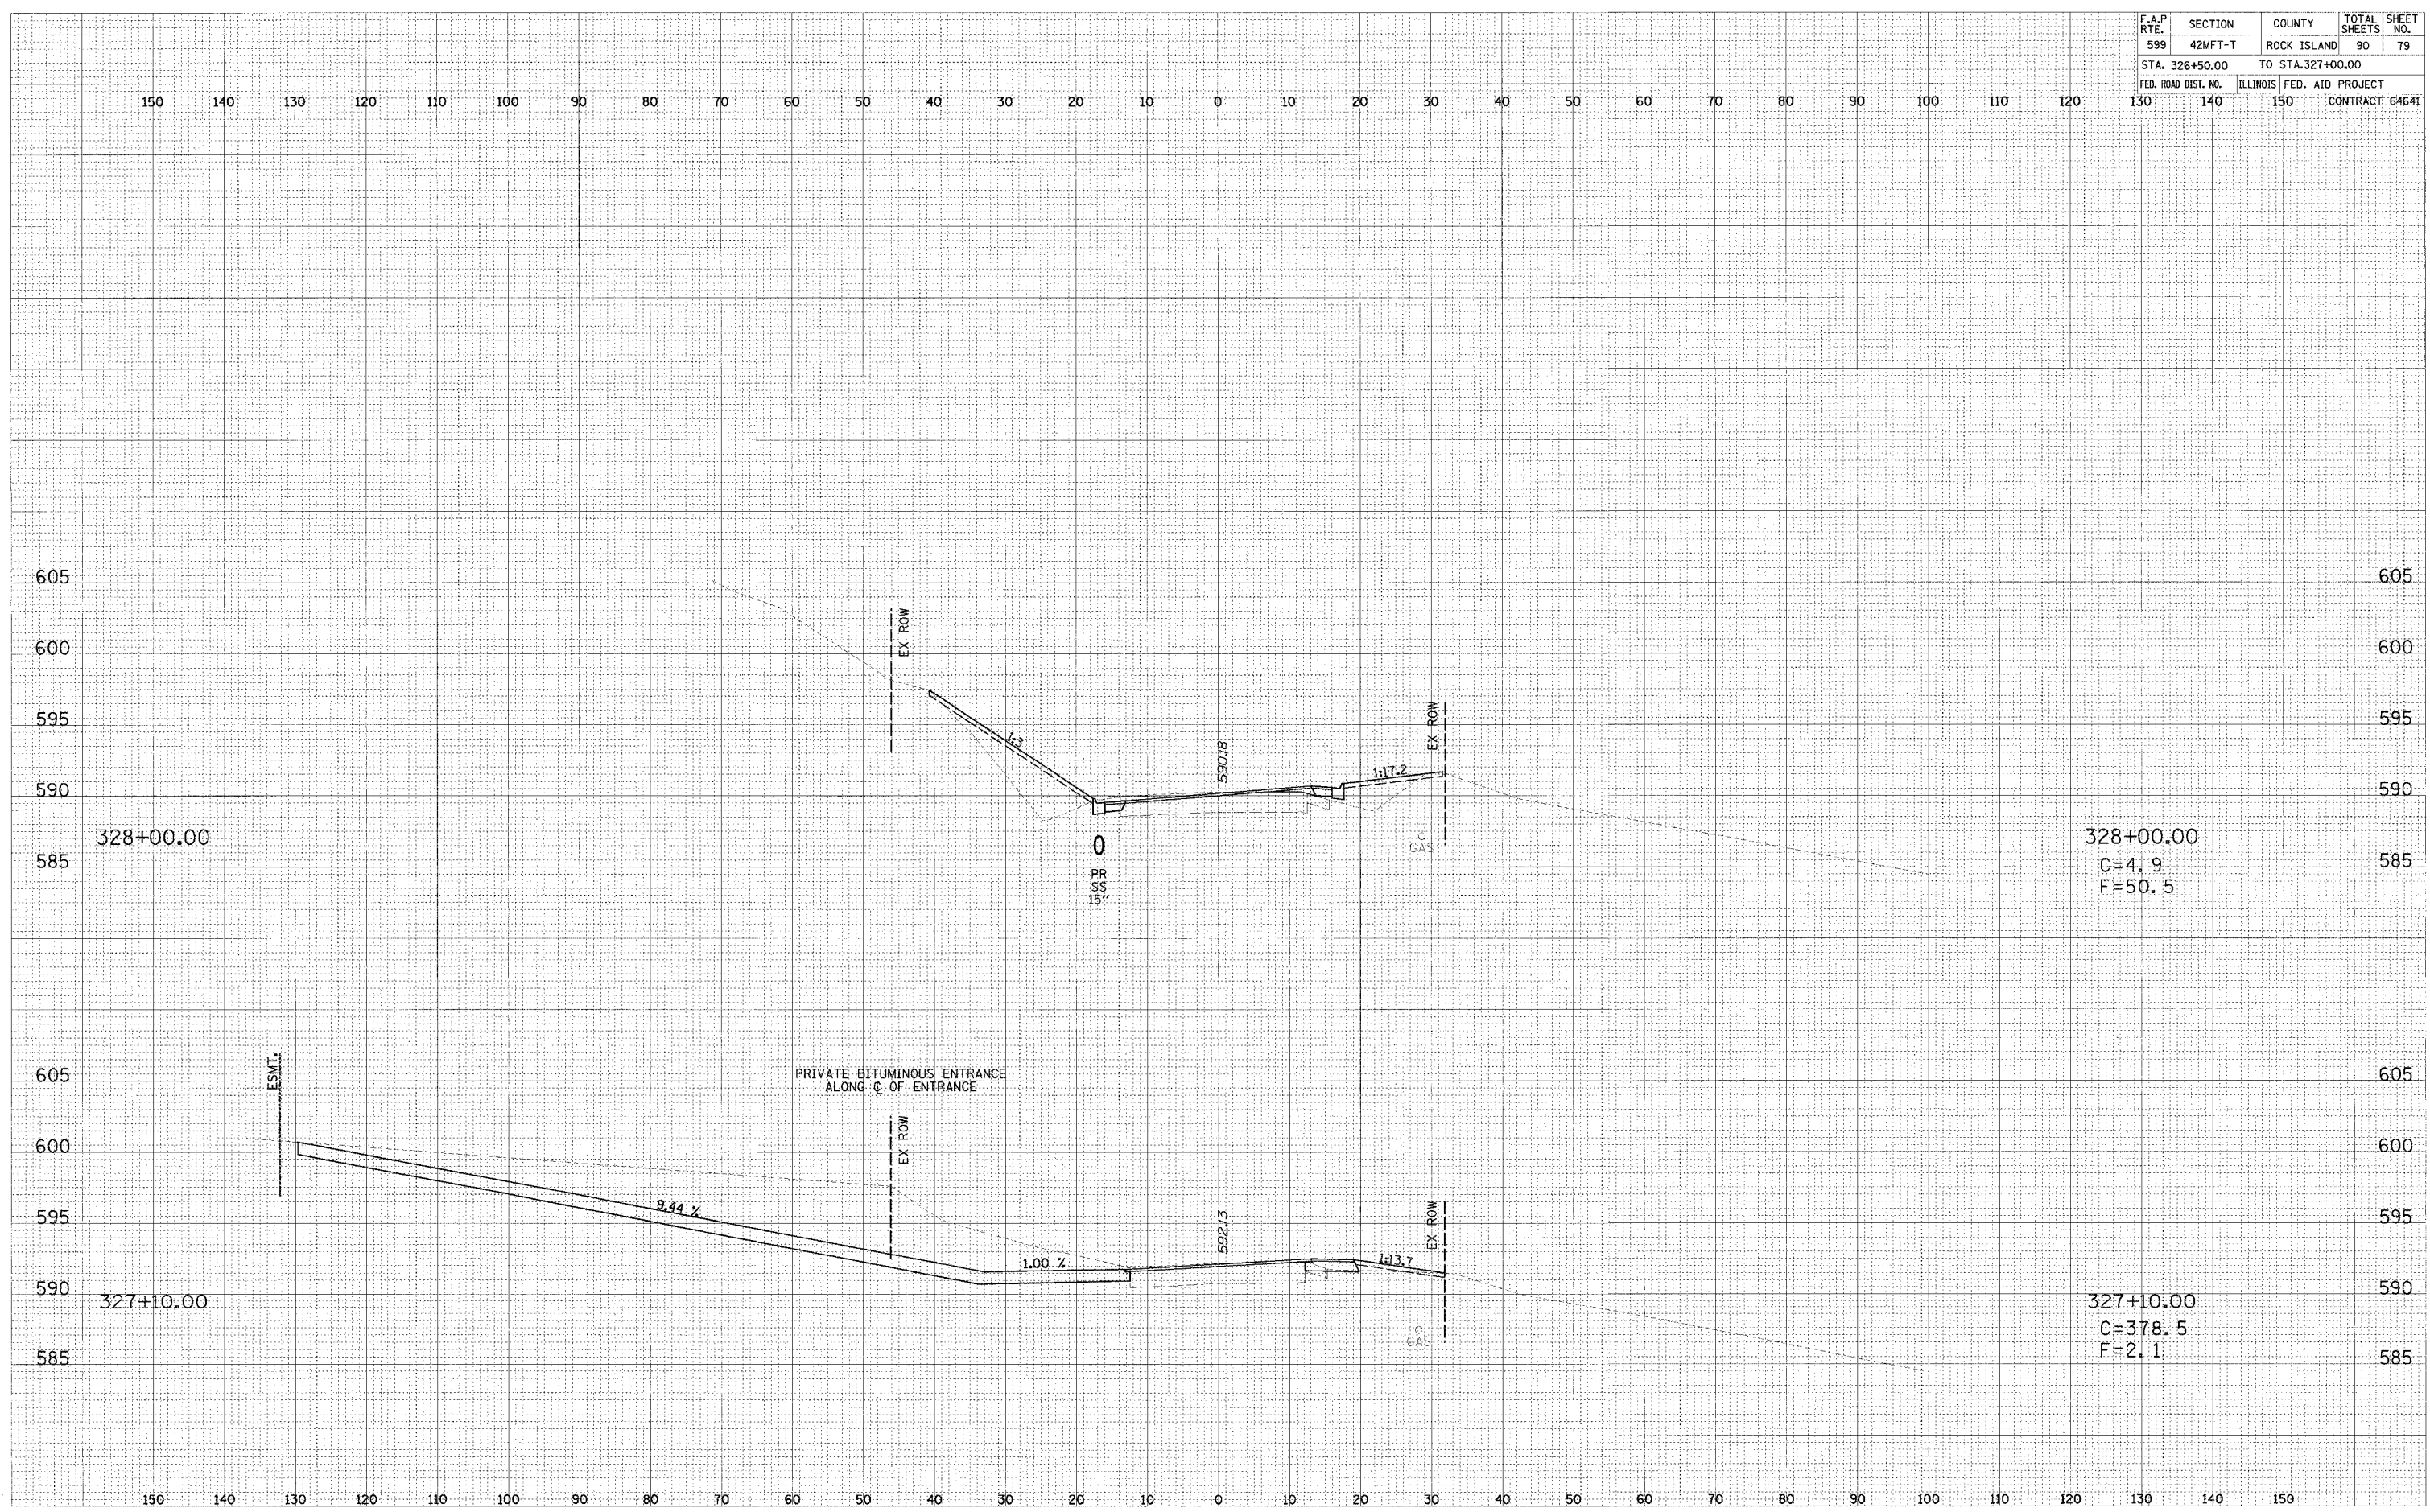 F.A.P RTE. SECTION COUNTY TOTAL SHEETS SHEET NO.
599 42MFT-T ROCK ISLAND 90 79
STA. 326+50.00 TO STA.327+00.00
FED. ROAD DIST. NO. ILLINOIS FED. AID PROJECT
CONTRACT 64641
150 140 130 120 110 100 90 80 70 60 50 40 30 20 10 0 10 20 30 40 50 60 70 80 90 100 110 120 130 140 150
605 605
EX ROW
600 600
595 595
EX ROW
1:3
590.18
1:17.2
590 590
328+00.00 328+00.00
GAS
585 585
C=4.9
F=50.5
PR
SS
15"
ESMT.
605 605
PRIVATE BITUMINOUS ENTRANCE
ALONG ℄ OF ENTRANCE
EX ROW
600 600
9.44 %
595 595
592.13
EX ROW
1.00 %
1:13.7
590 590
327+10.00 327+10.00
C=378.5
GAS
F=2.1
585 585
150 140 130 120 110 100 90 80 70 60 50 40 30 20 10 0 10 20 30 40 50 60 70 80 90 100 110 120 130 140 150